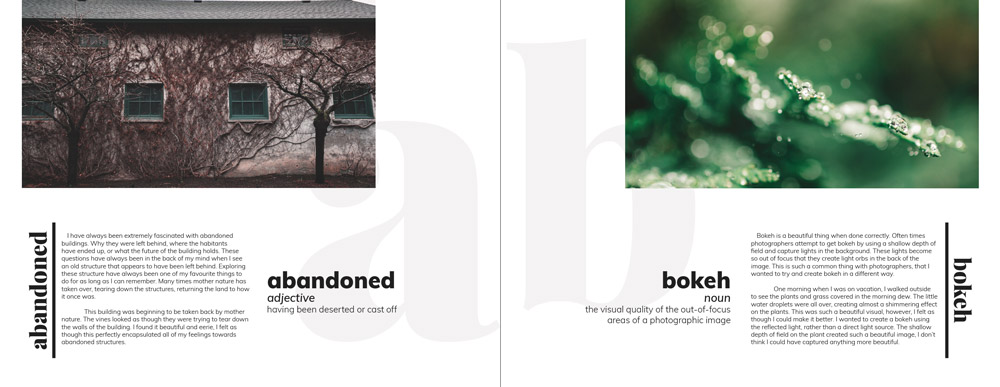 ab
abandoned
I have always been extremely fascinated with abandoned
buildings. Why they were left behind, where the habitants
have ended up, or what the future of the building holds. These
questions have always been in the back of my mind when I see
an old structure that appears to have been left behind. Exploring
these structure have always been one of my favourite things to
do for as long as I can remember. Many times mother nature has
taken over, tearing down the structures, returning the land to how
it once was.
This building was beginning to be taken back by mother
nature. The vines looked as though they were trying to tear down
the walls of the building. I found it beautiful and eerie, I felt as
though this perfectly encapsulated all of my feelings towards
abandoned structures.
abandoned
adjective
having been deserted or cast off
bokeh
noun
the visual quality of the out-of-focus
areas of a photographic image
Bokeh is a beautiful thing when done correctly. Often times
photographers attempt to get bokeh by using a shallow depth of
field and capture lights in the background. These lights become
so out of focus that they create light orbs in the back of the
image. This is such a common thing with photographers, that I
wanted to try and create bokeh in a different way.
One morning when I was on vacation, I walked outside
to see the plants and grass covered in the morning dew. The little
water droplets were all over, creating almost a shimmering effect
on the plants. This was such a beautiful visual, however, I felt as
though I could make it better. I wanted to create a bokeh using
the reflected light, rather than a direct light source. The shallow
depth of field on the plant created such a beautiful image, I don't
think I could have captured anything more beautiful.
bokeh